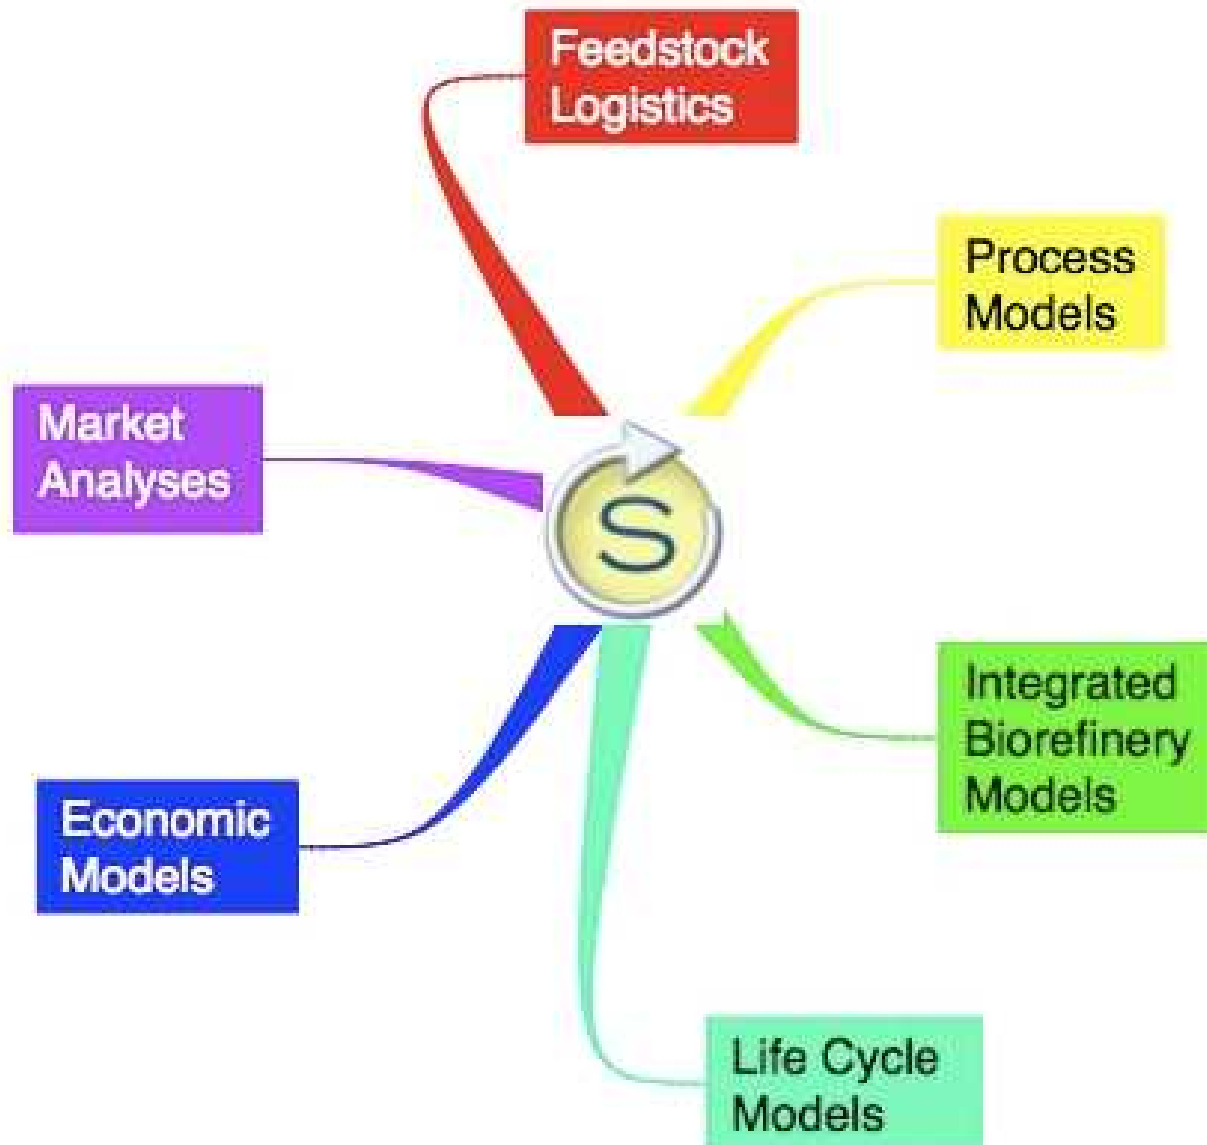 Feedstock
Logistics
Process
Models
Market
Analyses
S
Integrated
Biorefinery
Models
Economic
Models
Life Cycle
Models